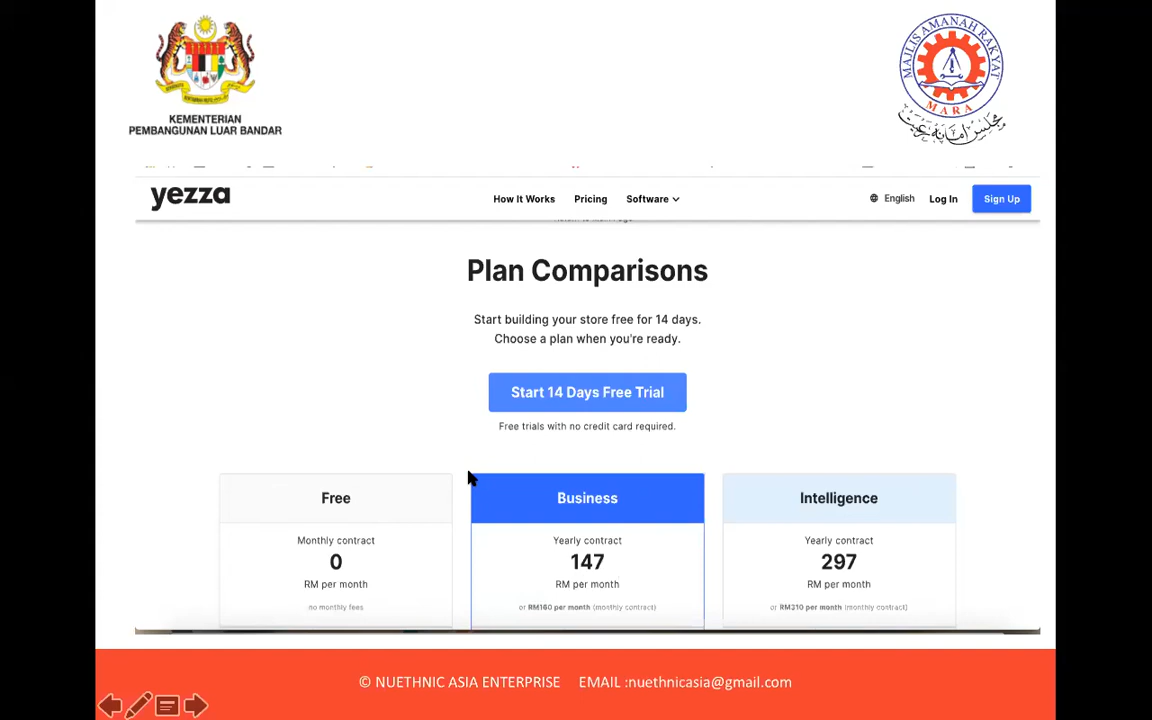 KEMENTERIAN
PEMBANGUNAN LUAR BANDAR
MAJLIS AMANAH RAKYAT
MARA
مجلس امانه رعيت
yezza
How It Works
Pricing
Software
English
Log In
Sign Up
Plan Comparisons
Start building your store free for 14 days.
Choose a plan when you're ready.
Start 14 Days Free Trial
Free trials with no credit card required.
Free
Monthly contract
0
RM per month
no monthly fees
Business
Yearly contract
147
RM per month
or RM160 per month (monthly contract)
Intelligence
Yearly contract
297
RM per month
or RM310 per month (monthly contract)
© NUETHNIC ASIA ENTERPRISE EMAIL :nuethnicasia@gmail.com